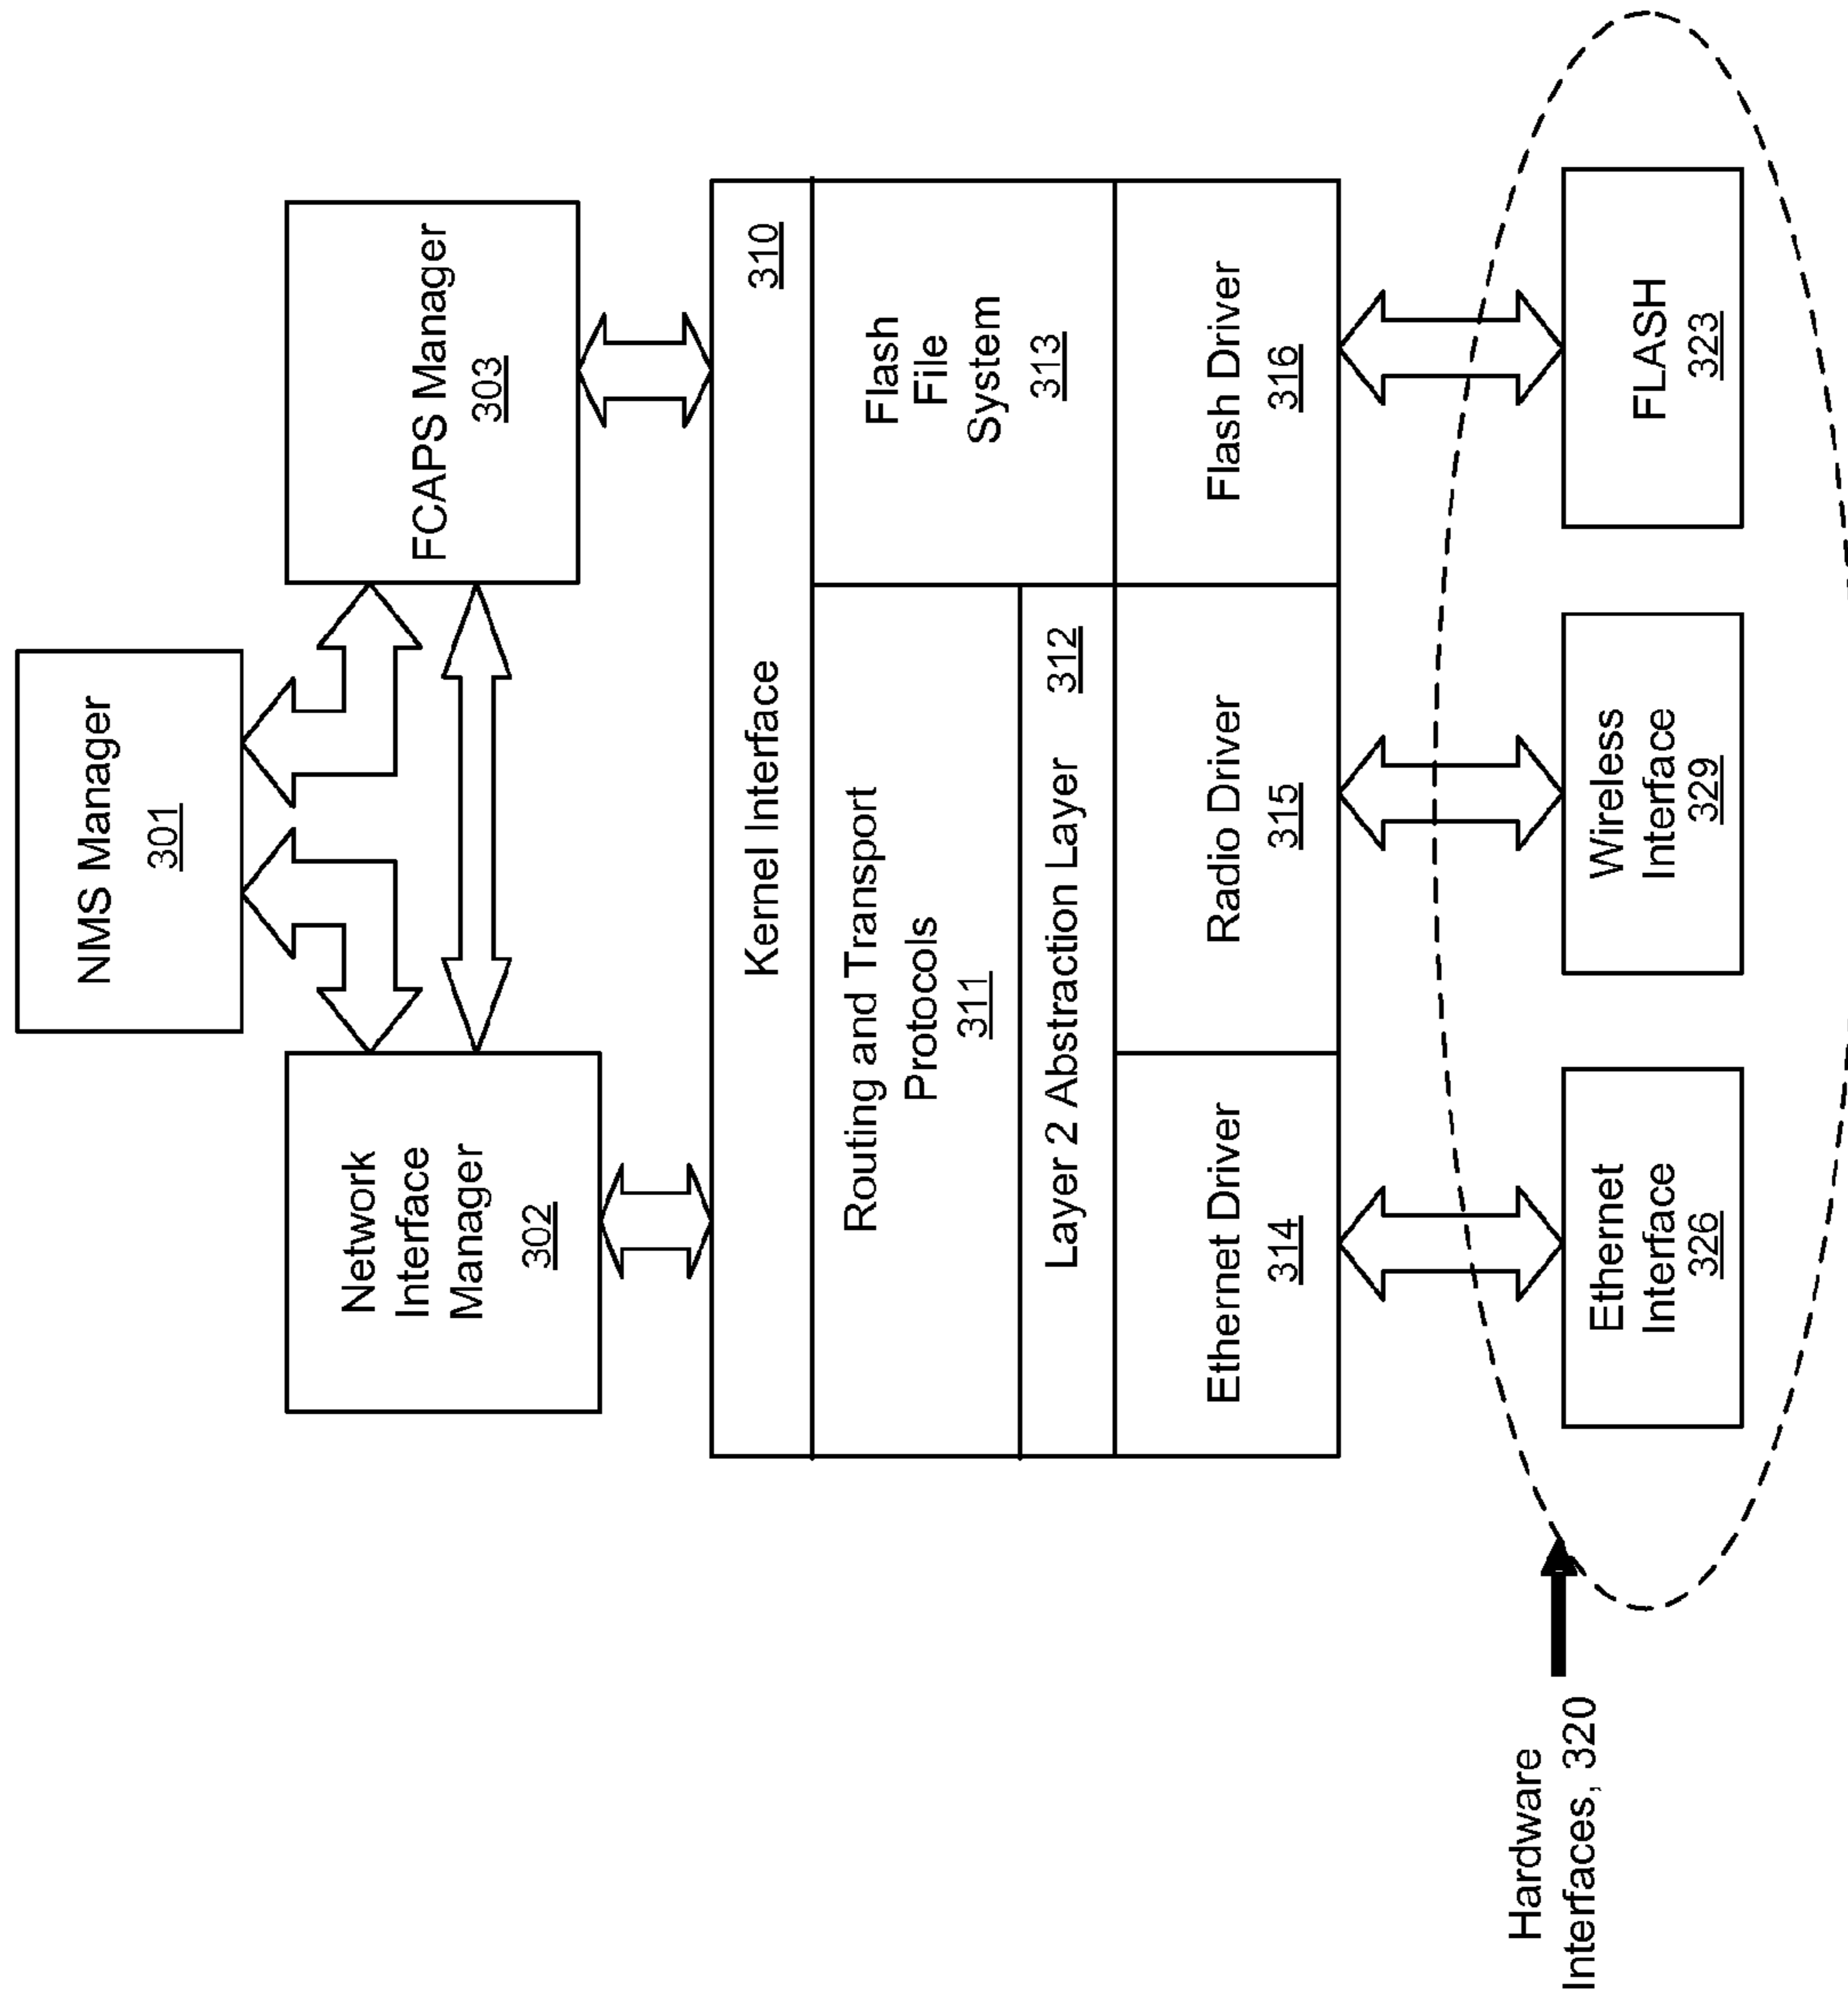 NMS Manager
301
Network
Interface
Manager
302
FCAPS Manager
303
Kernel Interface
310
Routing and Transport
Protocols
311
Flash
File
System
313
Layer 2 Abstraction Layer
312
Ethernet Driver
314
Radio Driver
315
Flash Driver
316
Hardware
Interfaces, 320
Ethernet
Interface
326
Wireless
Interface
329
FLASH
323